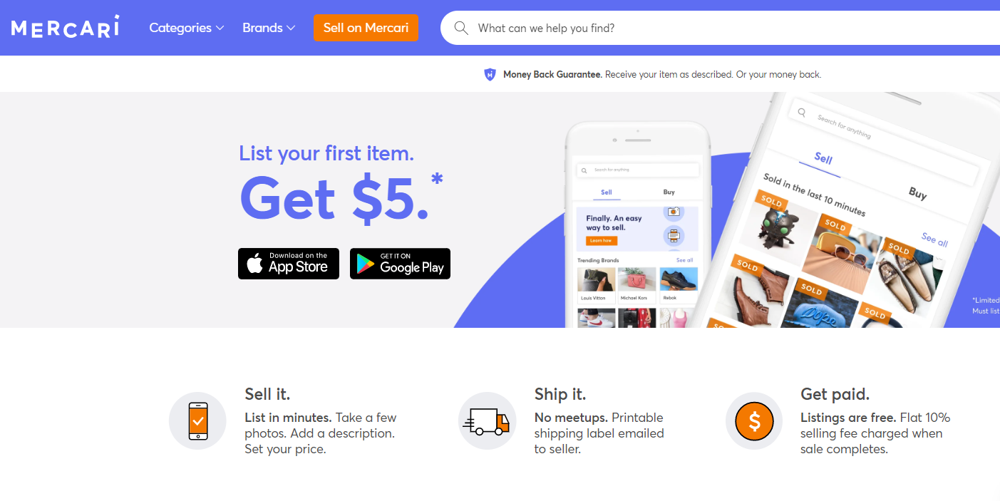 MERCARI
Categories
Brands
Sell on Mercari
What can we help you find?
Money Back Guarantee. Receive your item as described. Or your money back.
List your first item.
Get $5.*
Download on the
App Store
GET IT ON
Google Play
Search for anything
Sell
Buy
Finally. An easy
way to sell.
Learn how
Trending Brands
See all
Louis Vitton
Michael Kors
Rebok
Search for anything
Sell
Buy
Sold in the last 10 minutes
See all
SOLD
SOLD
SOLD
SOLD
SOLD
SOLD
SOLD
Dope
*Limited
Must list
Sell it.
List in minutes. Take a few
photos. Add a description.
Set your price.
Ship it.
No meetups. Printable
shipping label emailed
to seller.
Get paid.
Listings are free. Flat 10%
selling fee charged when
sale completes.